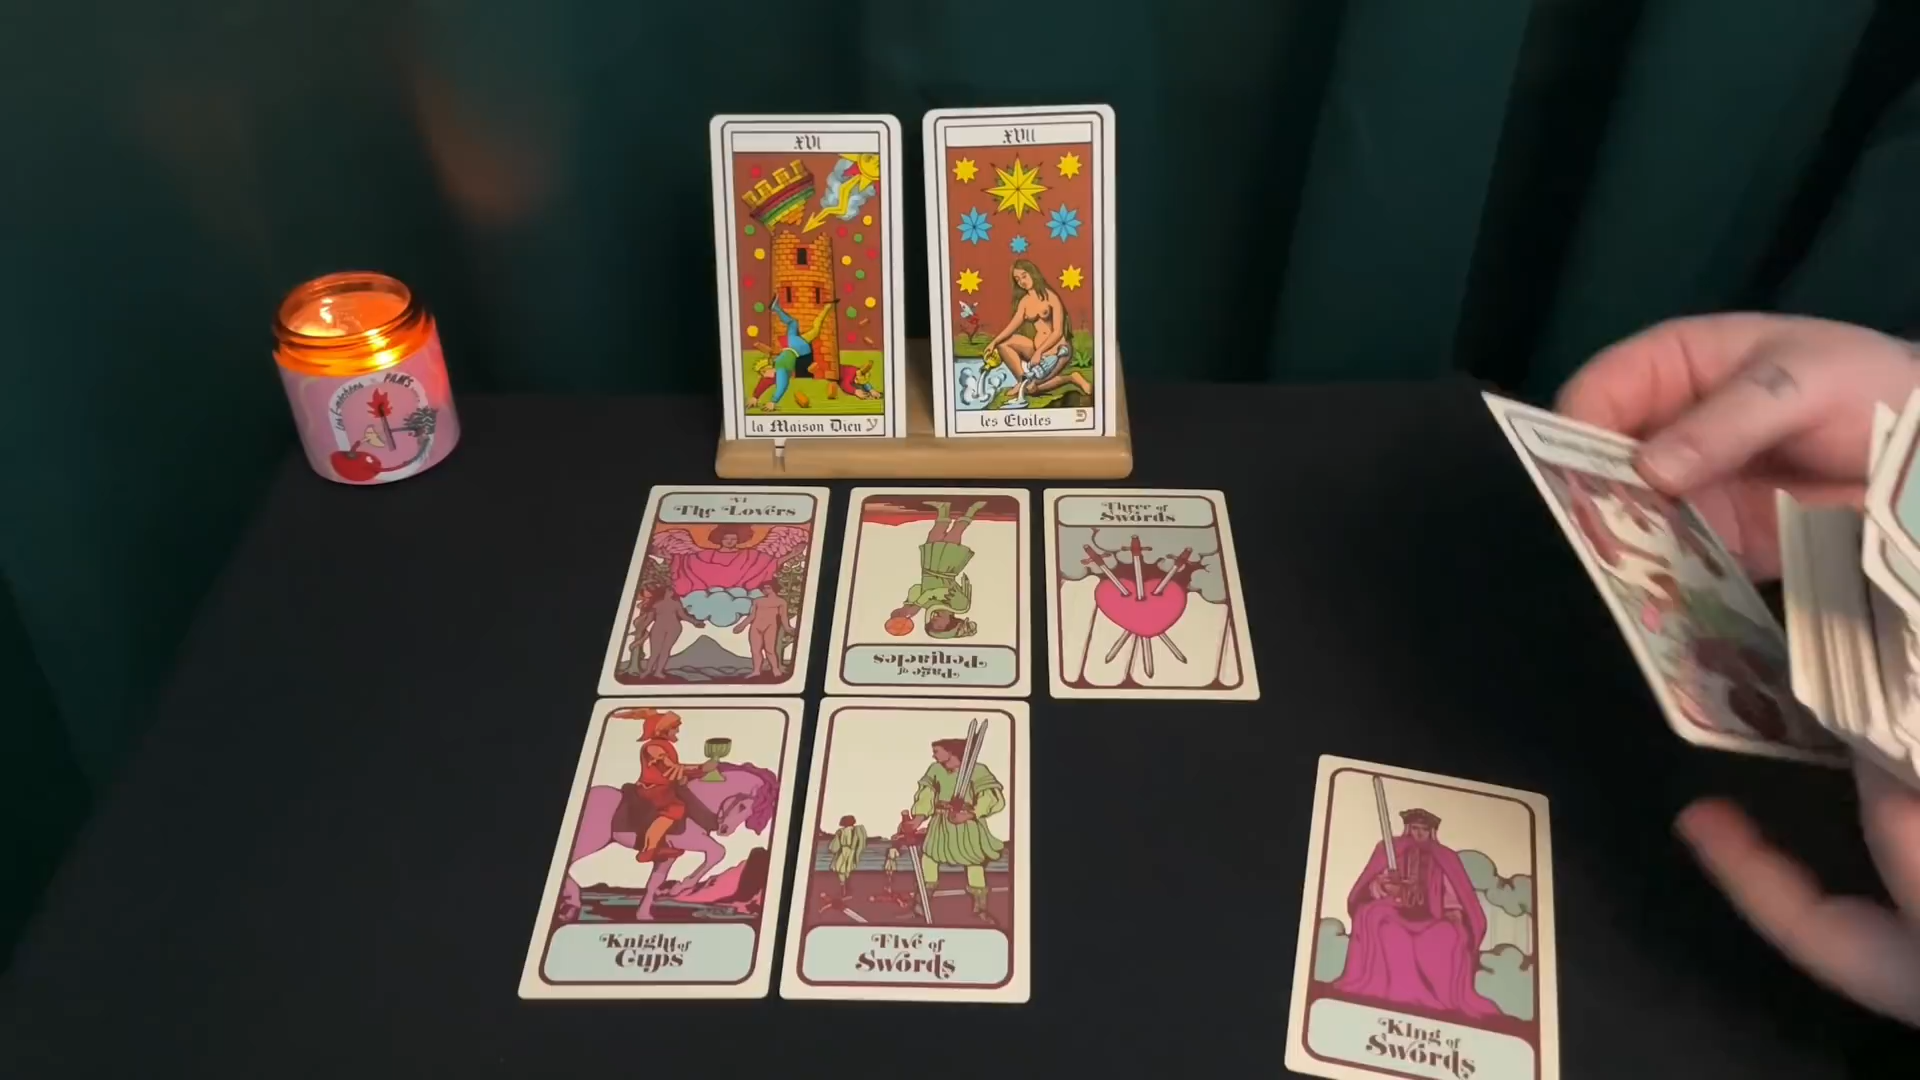 XVI
la Maison Dieu
XVII
les Etoiles
VI
The Lovers
Page of
Pentacles
Three of
Swords
Knight of
Cups
Five of
Swords
King of
Swords